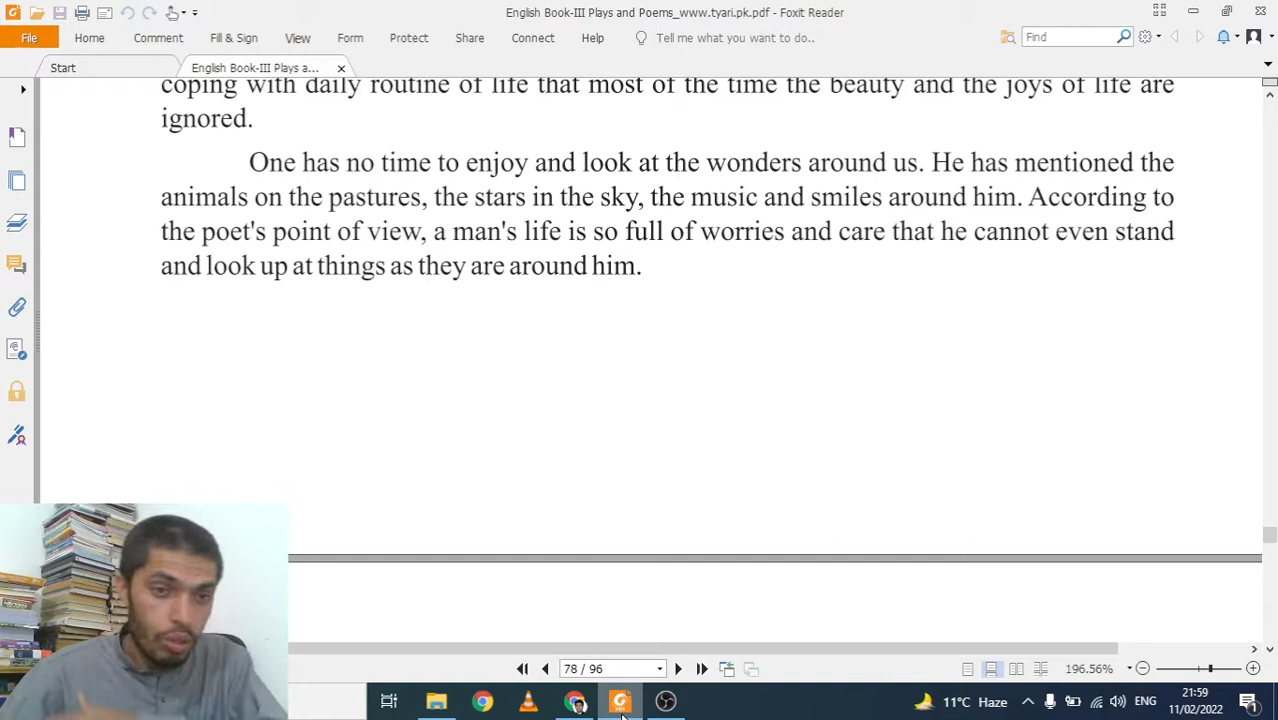 English Book-III Plays and Poems_www.tyari.pk.pdf - Foxit Reader
File Home Comment Fill & Sign View Form Protect Share Connect Help Tell me what you want to do.. Find
Start English Book-III Plays a...
coping with daily routine of life that most of the time the beauty and the joys of life are
ignored.
One has no time to enjoy and look at the wonders around us. He has mentioned the
animals on the pastures, the stars in the sky, the music and smiles around him. According to
the poet's point of view, a man's life is so full of worries and care that he cannot even stand
and look up at things as they are around him.
78 / 96 196.56%
11°C Haze ENG 21:59
11/02/2022